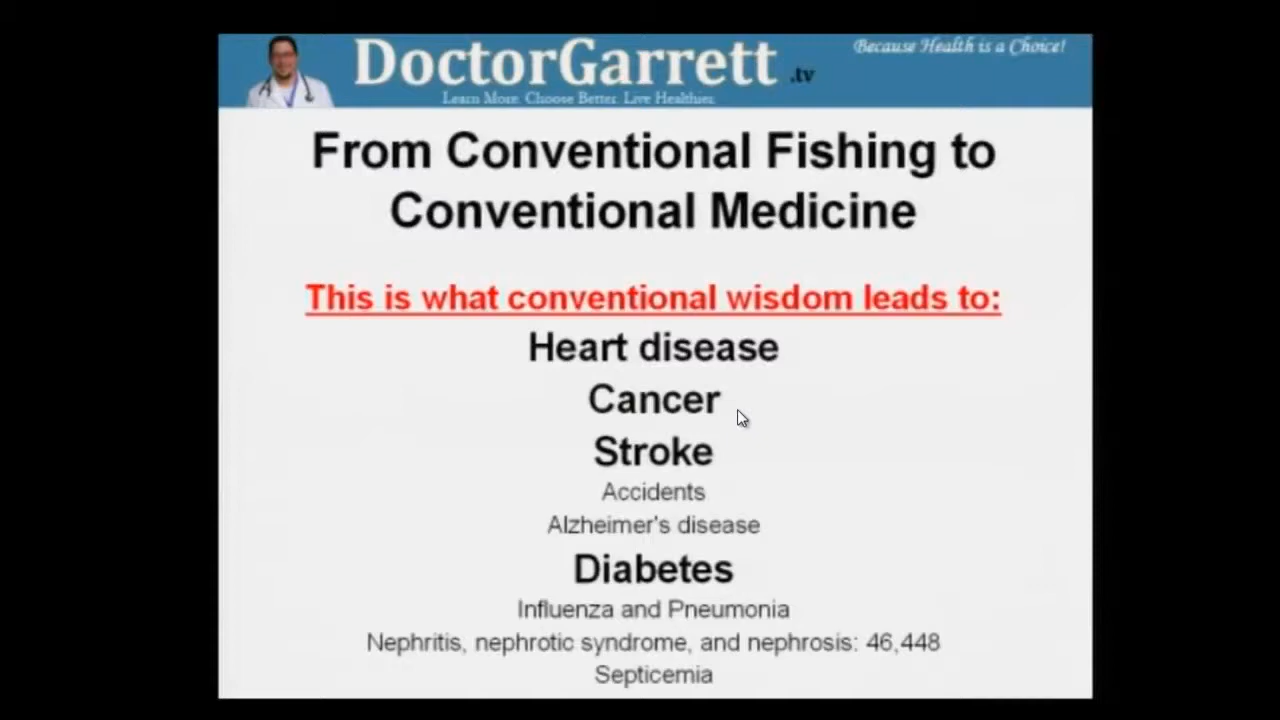 DoctorGarrett .tv
Because Health is a Choice!
Learn More. Choose Better. Live Healthier.
From Conventional Fishing to
Conventional Medicine
This is what conventional wisdom leads to:
Heart disease
Cancer
Stroke
Accidents
Alzheimer's disease
Diabetes
Influenza and Pneumonia
Nephritis, nephrotic syndrome, and nephrosis: 46,448
Septicemia